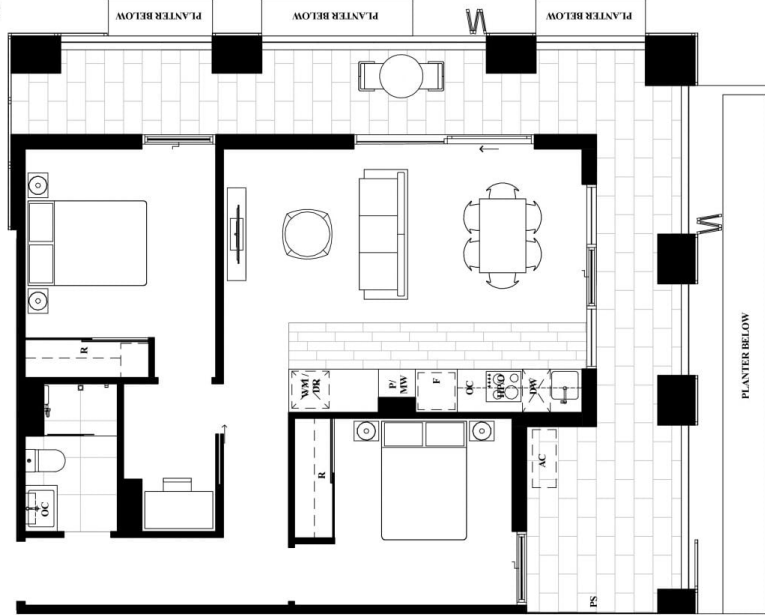 PLANTER BELOW
PLANTER BELOW
PLANTER BELOW
PLANTER BELOW
R
WM/
DR
P/
MW
F
OC
DW
R
AC
OC
PS